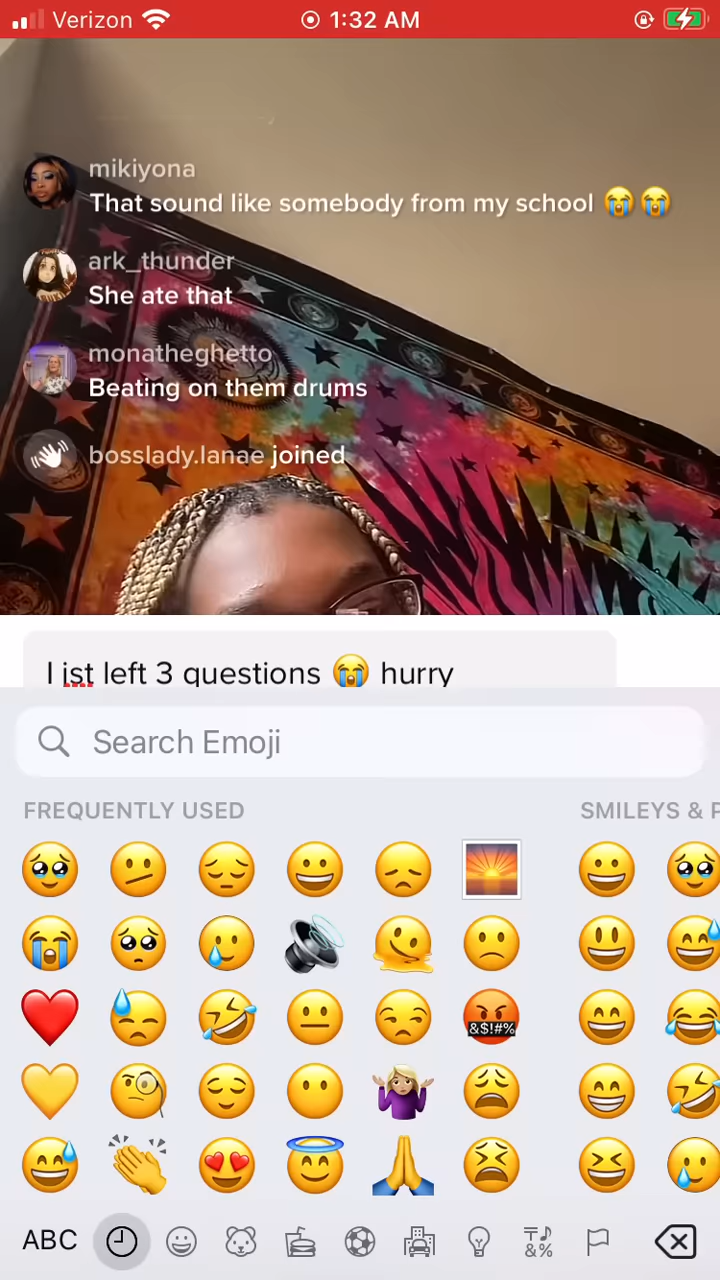 Verizon 1:32 AM
mikiyona
That sound like somebody from my school 😭😭
ark_thunder
She ate that
monatheghetto
Beating on them drums
bosslady.lanae joined
I jst left 3 questions 😭 hurry
Search Emoji
FREQUENTLY USED SMILEYS & P
&$!#%
ABC